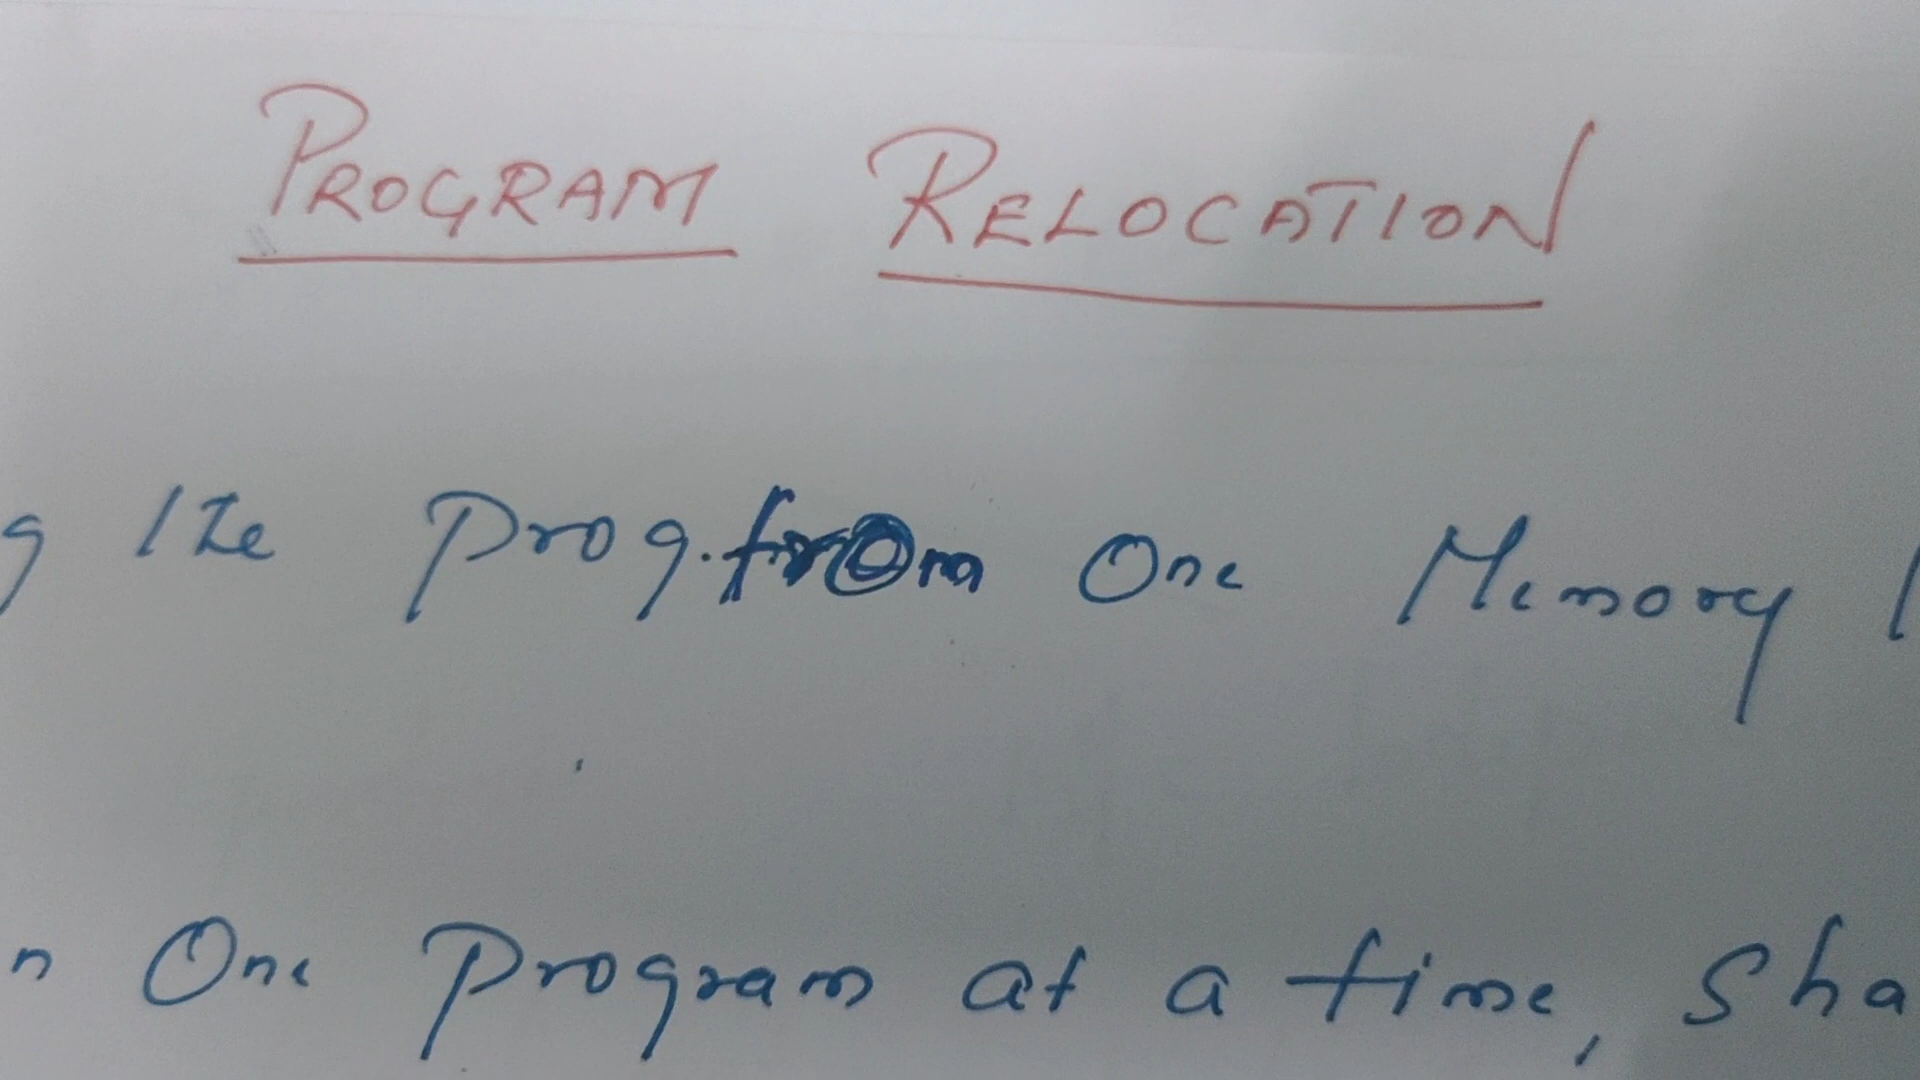 PROGRAM RELOCATION
g the Prog. from One Memory
n One Program at a time, sha